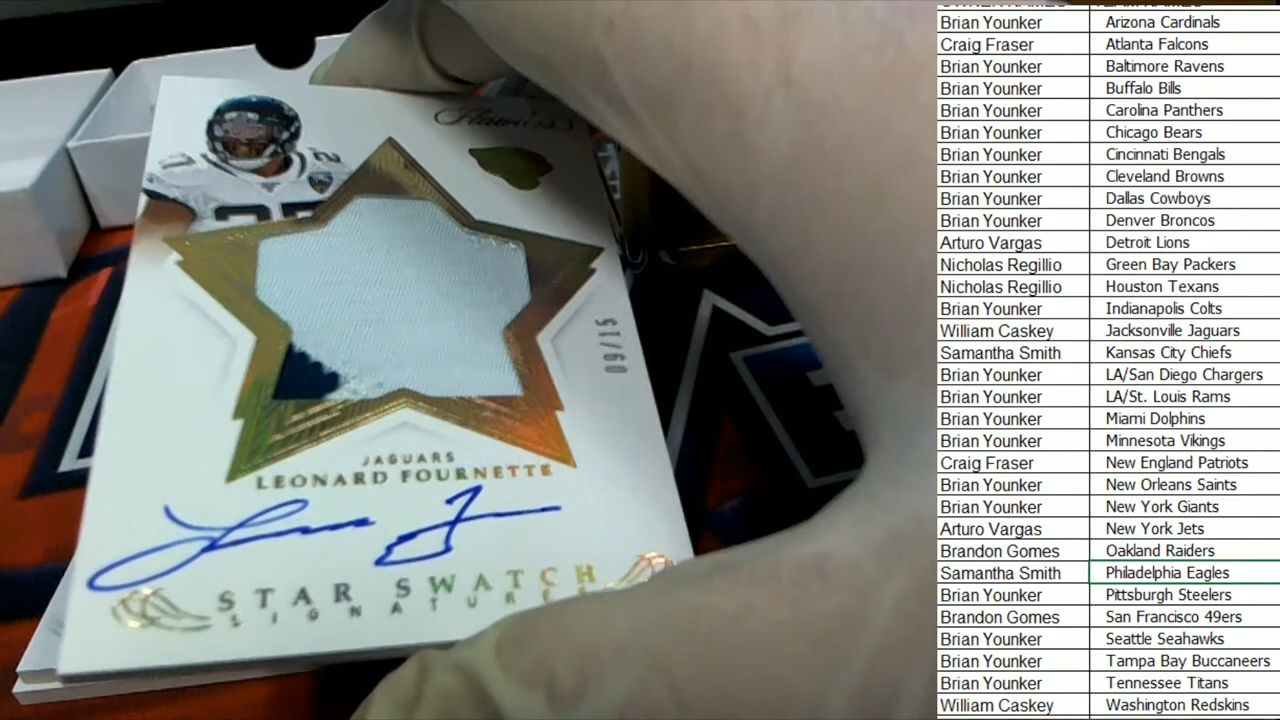 Flawless
09/15
JAGUARS
LEONARD FOURNETTE
STAR SWATCH
SIGNATURES
OWNER NAMES TEAM NAMES
Brian Younker Arizona Cardinals
Craig Fraser Atlanta Falcons
Brian Younker Baltimore Ravens
Brian Younker Buffalo Bills
Brian Younker Carolina Panthers
Brian Younker Chicago Bears
Brian Younker Cincinnati Bengals
Brian Younker Cleveland Browns
Brian Younker Dallas Cowboys
Brian Younker Denver Broncos
Arturo Vargas Detroit Lions
Nicholas Regillio Green Bay Packers
Nicholas Regillio Houston Texans
Brian Younker Indianapolis Colts
William Caskey Jacksonville Jaguars
Samantha Smith Kansas City Chiefs
Brian Younker LA/San Diego Chargers
Brian Younker LA/St. Louis Rams
Brian Younker Miami Dolphins
Brian Younker Minnesota Vikings
Craig Fraser New England Patriots
Brian Younker New Orleans Saints
Brian Younker New York Giants
Arturo Vargas New York Jets
Brandon Gomes Oakland Raiders
Samantha Smith Philadelphia Eagles
Brian Younker Pittsburgh Steelers
Brandon Gomes San Francisco 49ers
Brian Younker Seattle Seahawks
Brian Younker Tampa Bay Buccaneers
Brian Younker Tennessee Titans
William Caskey Washington Redskins